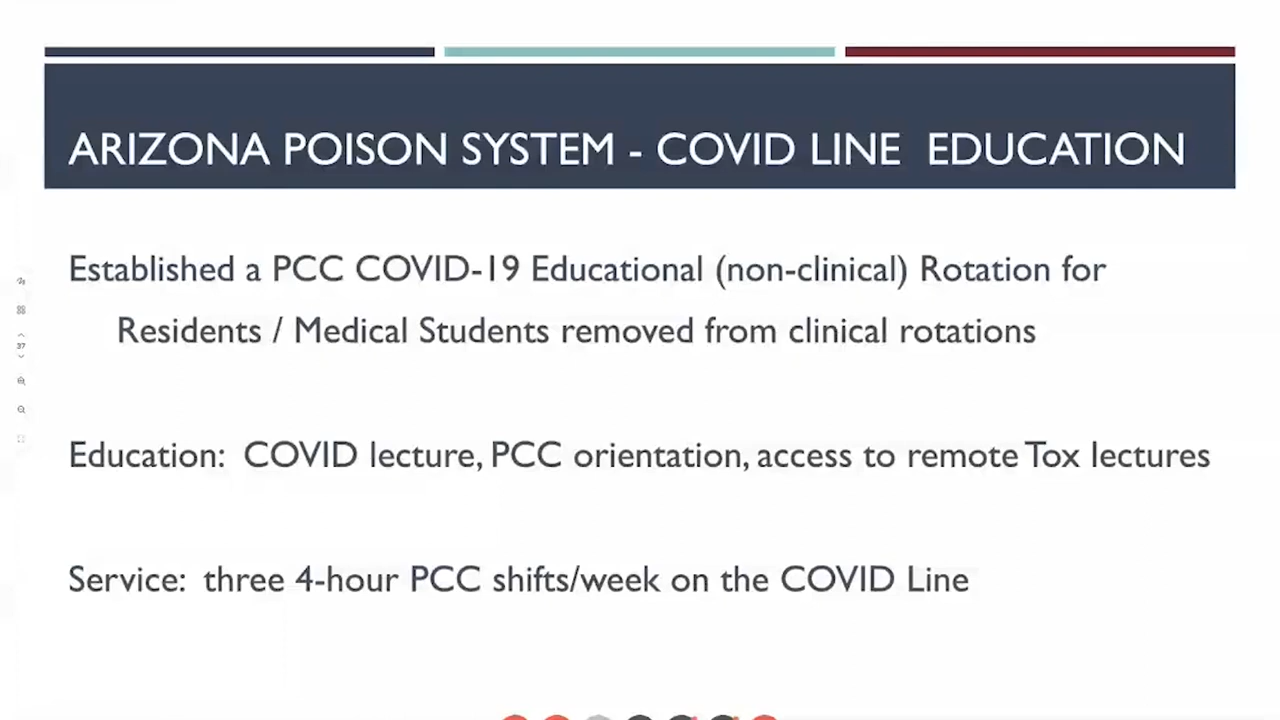 ARIZONA POISON SYSTEM - COVID LINE EDUCATION
Established a PCC COVID-19 Educational (non-clinical) Rotation for
Residents / Medical Students removed from clinical rotations
Education: COVID lecture, PCC orientation, access to remote Tox lectures
Service: three 4-hour PCC shifts/week on the COVID Line
37